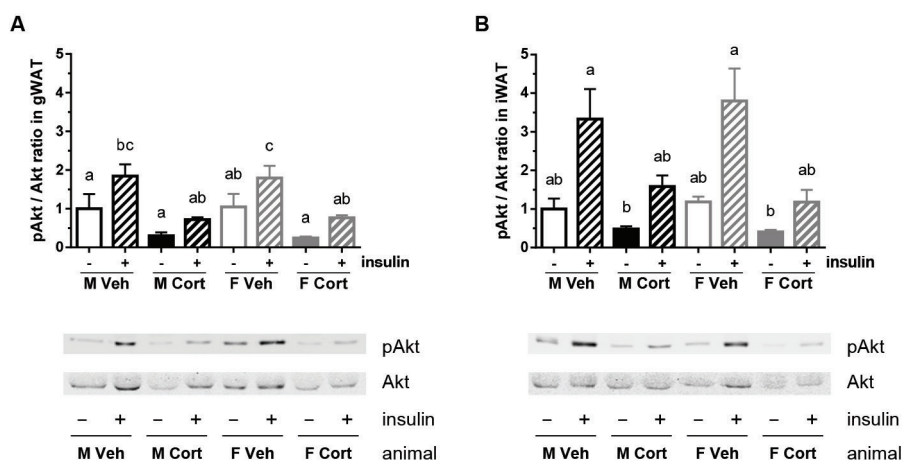 A
pAkt / Akt ratio in gWAT
5
4
3
2
1
0
a bc a ab ab c a ab
- + - + - + - + insulin
M Veh M Cort F Veh F Cort
pAkt
Akt
– + – + – + – + insulin
M Veh M Cort F Veh F Cort animal
B
pAkt / Akt ratio in iWAT
5
4
3
2
1
0
ab a b ab ab a b ab
- + - + - + - + insulin
M Veh M Cort F Veh F Cort
pAkt
Akt
– + – + – + – + insulin
M Veh M Cort F Veh F Cort animal